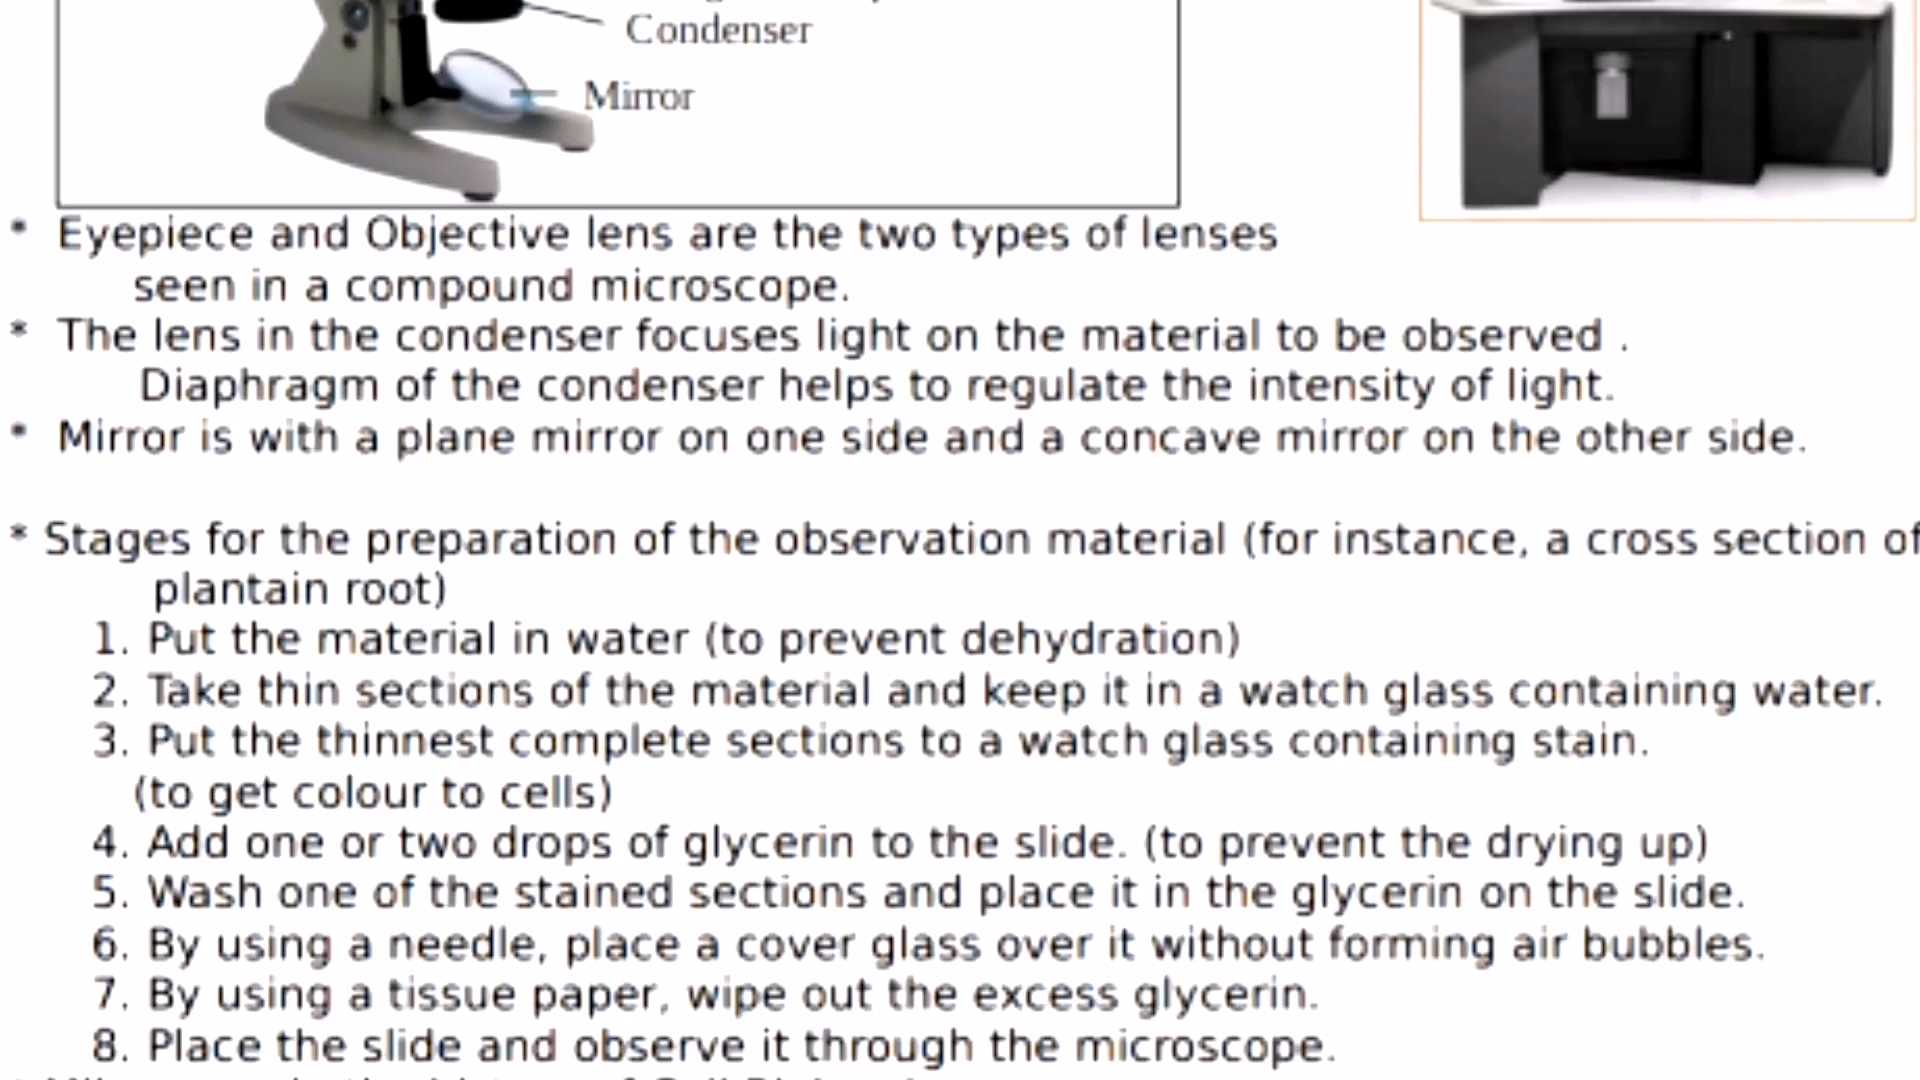 Condenser
Mirror
* Eyepiece and Objective lens are the two types of lenses
seen in a compound microscope.
* The lens in the condenser focuses light on the material to be observed .
Diaphragm of the condenser helps to regulate the intensity of light.
* Mirror is with a plane mirror on one side and a concave mirror on the other side.
* Stages for the preparation of the observation material (for instance, a cross section of
plantain root)
1. Put the material in water (to prevent dehydration)
2. Take thin sections of the material and keep it in a watch glass containing water.
3. Put the thinnest complete sections to a watch glass containing stain.
(to get colour to cells)
4. Add one or two drops of glycerin to the slide. (to prevent the drying up)
5. Wash one of the stained sections and place it in the glycerin on the slide.
6. By using a needle, place a cover glass over it without forming air bubbles.
7. By using a tissue paper, wipe out the excess glycerin.
8. Place the slide and observe it through the microscope.